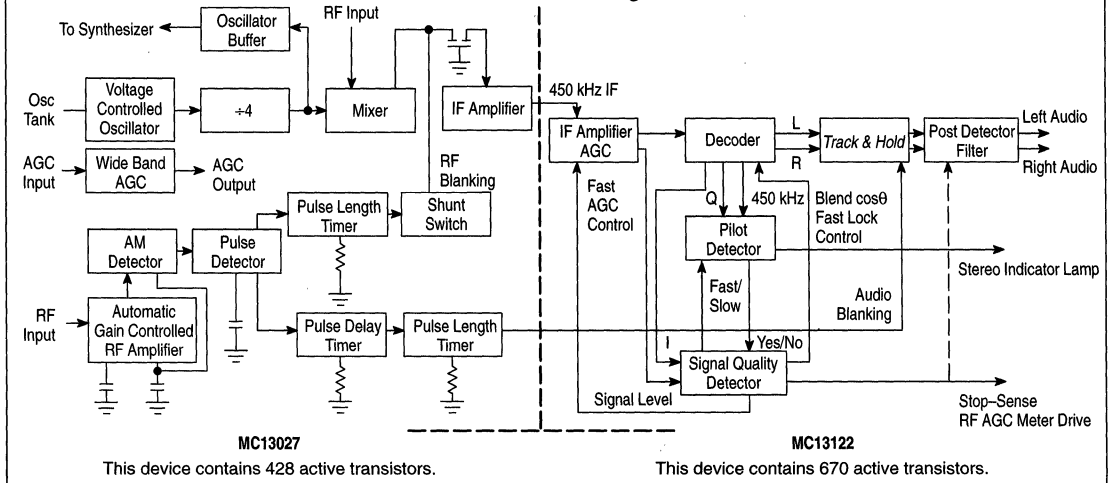 To Synthesizer
Oscillator
Buffer
RF Input
Osc
Tank
Voltage
Controlled
Oscillator
÷4
Mixer
IF Amplifier
450 kHz IF
AGC
Input
Wide Band
AGC
AGC
Output
RF
Blanking
Pulse Length
Timer
Shunt
Switch
AM
Detector
Pulse
Detector
RF
Input
Automatic
Gain Controlled
RF Amplifier
Pulse Delay
Timer
Pulse Length
Timer
MC13027
This device contains 428 active transistors.
IF Amplifier
AGC
Decoder
L
R
Track & Hold
Post Detector
Filter
Left Audio
Right Audio
Fast
AGC
Control
Q
450 kHz
Blend cosθ
Fast Lock
Control
Pilot
Detector
Stereo Indicator Lamp
Fast/
Slow
Audio
Blanking
I
Yes/No
Signal Quality
Detector
Signal Level
Stop–Sense
RF AGC Meter Drive
MC13122
This device contains 670 active transistors.